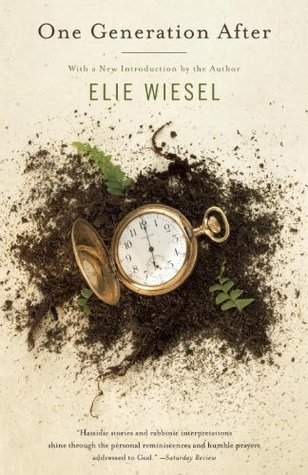 One Generation After
With a New Introduction by the Author
ELIE WIESEL
"Hassidic stories and rabbinic interpretations
shine through the personal reminiscences and humble prayers
addressed to God." —Saturday Review